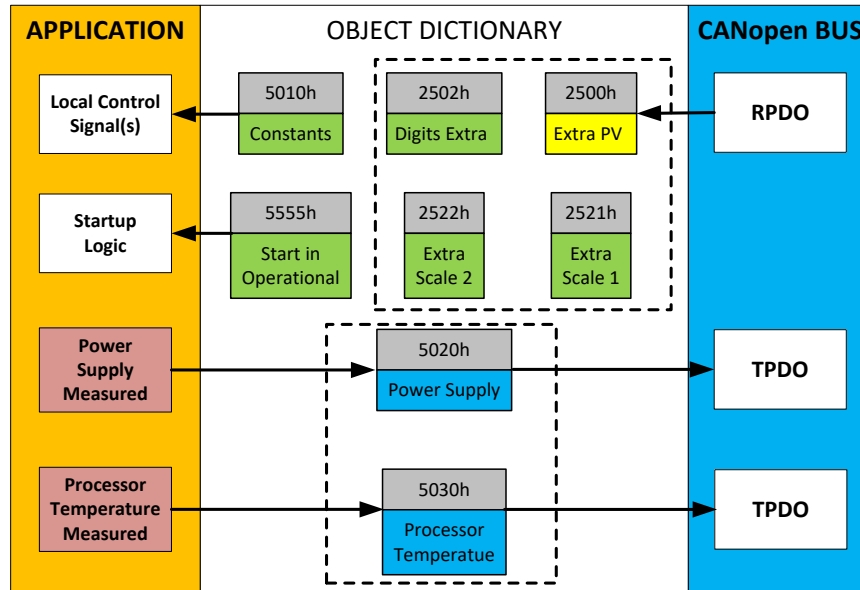 APPLICATION
OBJECT DICTIONARY
CANopen BUS
Local Control
Signal(s)
5010h
Constants
2502h
Digits Extra
2500h
Extra PV
RPDO
Startup
Logic
5555h
Start in
Operational
2522h
Extra
Scale 2
2521h
Extra
Scale 1
Power
Supply
Measured
5020h
Power Supply
TPDO
Processor
Temperature
Measured
5030h
Processor
Temperatue
TPDO